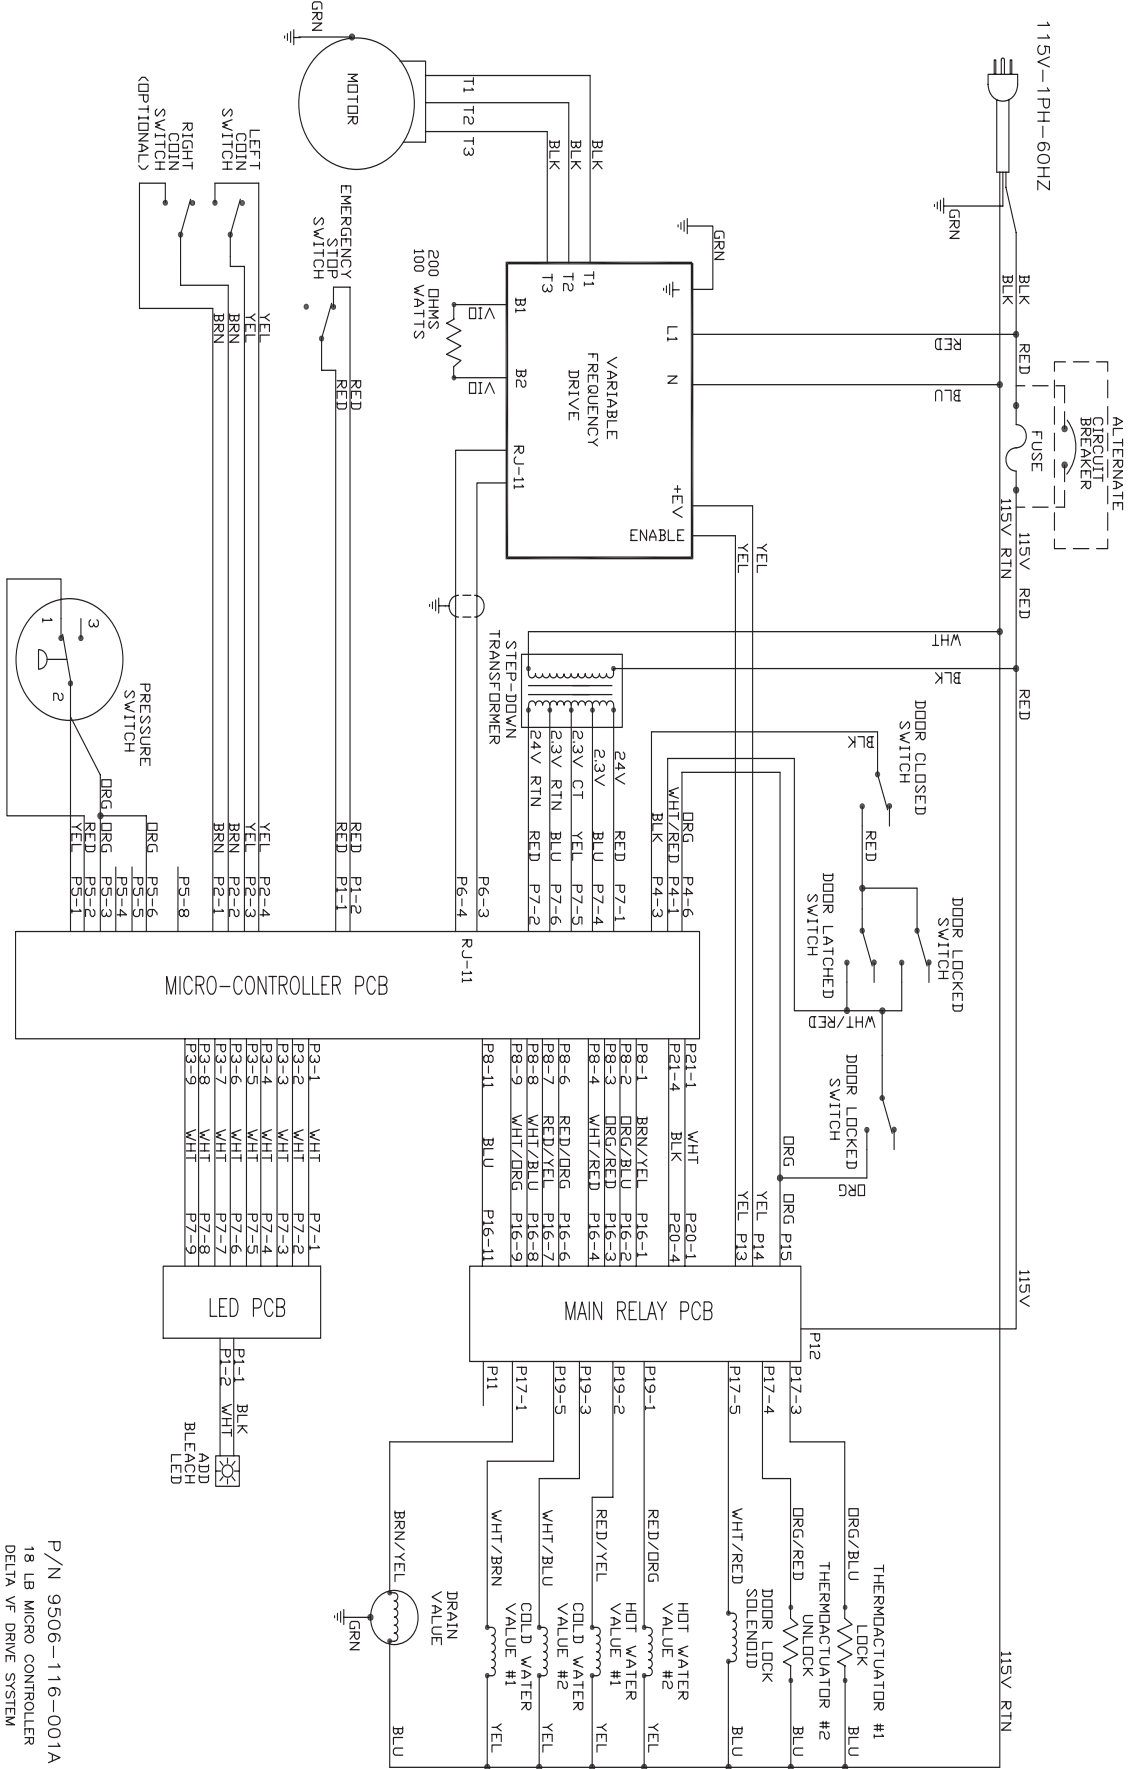 115V-1PH-60HZ
GRN
BLK
BLK
RED
ALTERNATE
CIRCUIT
BREAKER
FUSE
115V
115V RTN
RED
RED
115V
115V RTN
GRN
MOTOR
T1
T2
T3
BLK
BLK
BLK
GRN
T1
T2
T3
L1
N
VARIABLE
FREQUENCY
DRIVE
B1
B2
RJ-11
+EV
ENABLE
RED
BLU
VIO
VIO
200 OHMS
100 WATTS
YEL
YEL
LEFT
COIN
SWITCH
RIGHT
COIN
SWITCH
(OPTIONAL)
YEL
YEL
BRN
BRN
EMERGENCY
STOP
SWITCH
RED
RED
STEP-DOWN
TRANSFORMER
WHT
BLK
24V
2.3V
2.3V CT
2.3V RTN
24V RTN
RED
BLU
YEL
BLU
RED
P7-1
P7-4
P7-5
P7-6
P7-2
DOOR CLOSED
SWITCH
BLK
RED
DOOR LATCHED
SWITCH
DOOR LOCKED
SWITCH
WHT/RED
DOOR LOCKED
SWITCH
ORG
ORG
WHT/RED
BLK
P4-6
P4-1
P4-3
PRESSURE
SWITCH
1
2
3
ORG
ORG
ORG
RED
YEL
P5-8
P5-6
P5-5
P5-4
P5-3
P5-2
P5-1
YEL
YEL
BRN
BRN
P2-4
P2-3
P2-2
P2-1
RED
RED
P1-2
P1-1
P6-3
P6-4
RJ-11
MICRO-CONTROLLER PCB
P21-1
P21-4
P8-1
P8-2
P8-3
P8-4
P8-6
P8-7
P8-8
P8-9
P8-11
WHT
BLK
BRN/YEL
ORG/BLU
ORG/RED
WHT/RED
RED/ORG
RED/YEL
WHT/BLU
WHT/ORG
BLU
P20-1
P20-4
P16-1
P16-2
P16-3
P16-4
P16-6
P16-7
P16-8
P16-9
P16-11
ORG
ORG P15
YEL P14
YEL P13
P3-1
P3-2
P3-3
P3-4
P3-5
P3-6
P3-7
P3-8
P3-9
WHT
WHT
WHT
WHT
WHT
WHT
WHT
WHT
WHT
P7-1
P7-2
P7-3
P7-4
P7-5
P7-6
P7-7
P7-8
P7-9
LED PCB
P1-1
P1-2
BLK
WHT
ADD
BLEACH
LED
MAIN RELAY PCB
P12
P17-3
P17-4
P17-5
P19-1
P19-2
P19-3
P19-5
P17-1
P11
ORG/BLU
THERMOACTUATOR #1
LOCK
BLU
ORG/RED
THERMOACTUATOR #2
UNLOCK
BLU
WHT/RED
DOOR LOCK
SOLENOID
BLU
RED/ORG
HOT WATER
VALUE #2
YEL
RED/YEL
HOT WATER
VALUE #1
YEL
WHT/BLU
COLD WATER
VALUE #2
YEL
WHT/BRN
COLD WATER
VALUE #1
YEL
BRN/YEL
DRAIN
VALUE
GRN
BLU
P/N 9506-116-001A
18 LB MICRO CONTROLLER
DELTA VF DRIVE SYSTEM